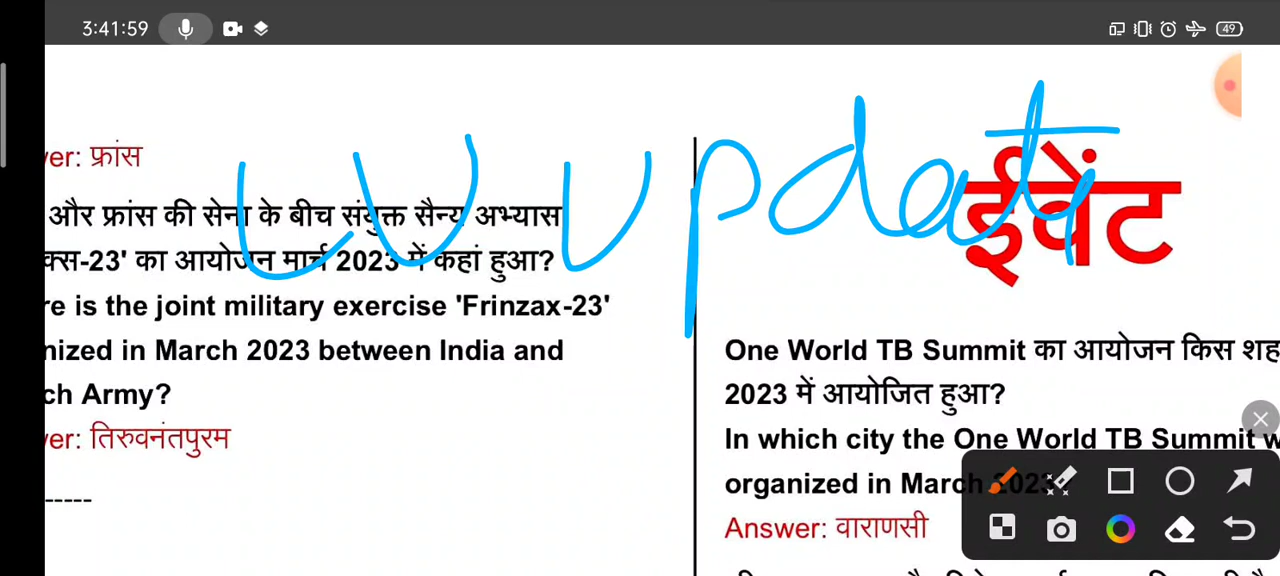 3:41:59
49
ver: फ्रांस
और फ्रांस की सेना के बीच संयुक्त सैन्य अभ्यास
क्स-23' का आयोजन मार्च 2023 में कहां हुआ?
re is the joint military exercise 'Frinzax-23'
nized in March 2023 between India and
ch Army?
ver: तिरुवनंतपुरम
------
update
ईवेंट
One World TB Summit का आयोजन किस शह
2023 में आयोजित हुआ?
In which city the One World TB Summit w
organized in March 2023?
Answer: वाराणसी